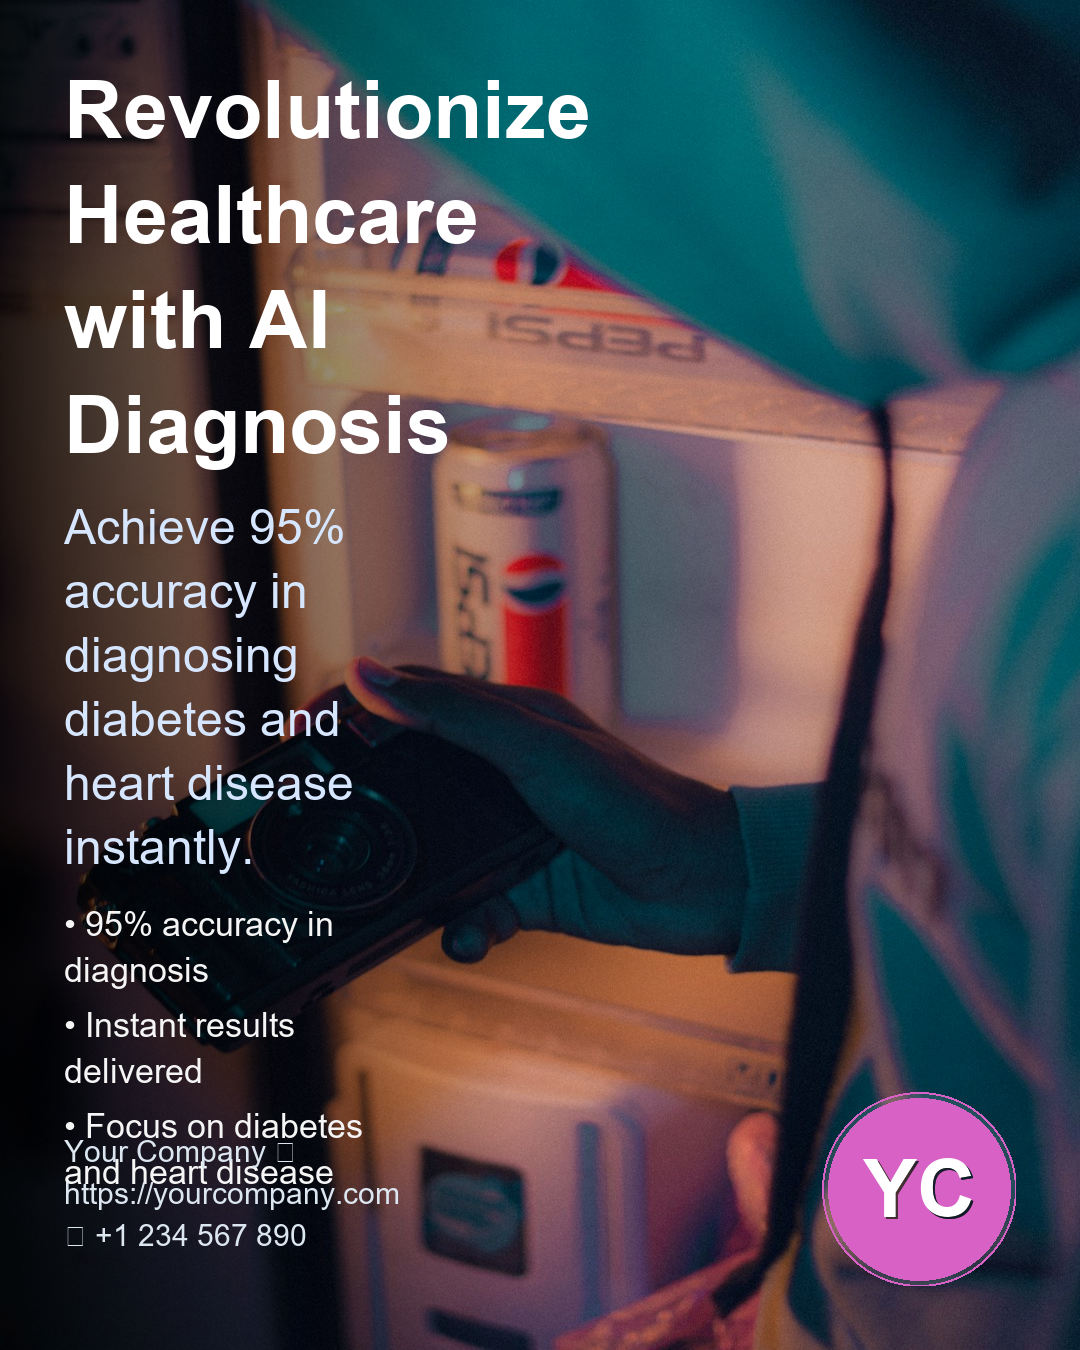 Revolutionize
Healthcare
with AI
Diagnosis
PEPSI
Achieve 95%
accuracy in
diagnosing
diabetes and
heart disease
instantly.
• 95% accuracy in
diagnosis
• Instant results
delivered
• Focus on diabetes
Your Company
and heart disease
https://yourcompany.com
+1 234 567 890
YC